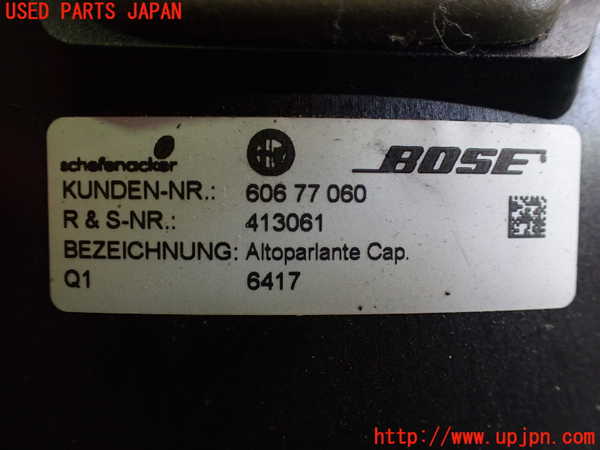 USED PARTS JAPAN
schefenacker
BOSE
KUNDEN-NR.: 606 77 060
R & S-NR.: 413061
BEZEICHNUNG: Altoparlante Cap.
Q1 6417
UPJ - http://www.upjpn.com/